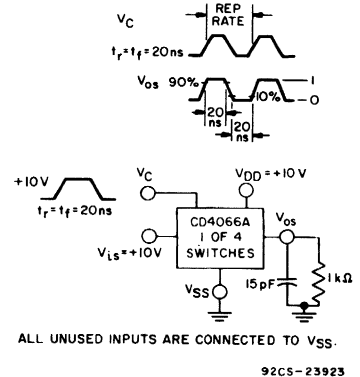 REP
RATE
VC
tr=tf=20ns
Vos 90%
1
10%
0
20
ns
20
ns
+10V
tr=tf=20ns
VC
VDD=+10V
CD4066A
1 OF 4
SWITCHES
Vis=+10V
Vos
VSS
15pF
1kΩ
ALL UNUSED INPUTS ARE CONNECTED TO VSS.
92CS-23923